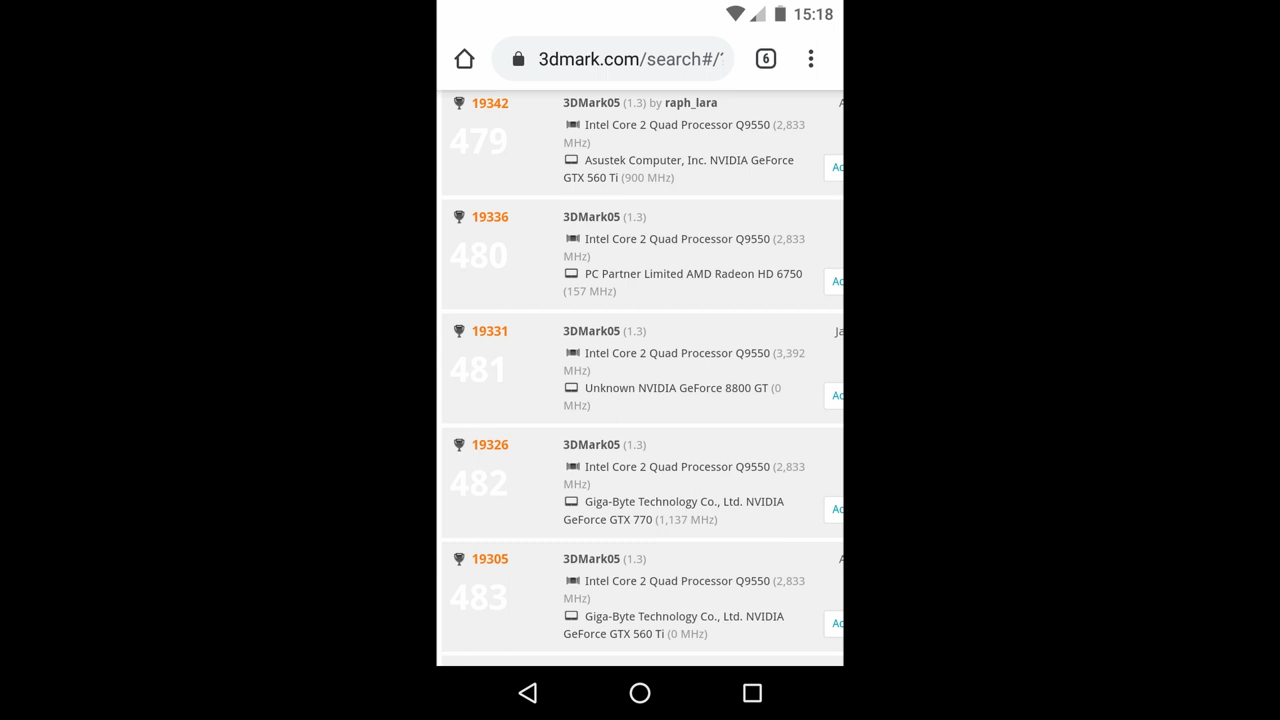 15:18
3dmark.com/search#/
6
19342
3DMark05 (1.3) by raph_lara
479
Intel Core 2 Quad Processor Q9550 (2,833
MHz)
Asustek Computer, Inc. NVIDIA GeForce
GTX 560 Ti (900 MHz)
19336
3DMark05 (1.3)
480
Intel Core 2 Quad Processor Q9550 (2,833
MHz)
PC Partner Limited AMD Radeon HD 6750
(157 MHz)
19331
3DMark05 (1.3)
481
Intel Core 2 Quad Processor Q9550 (3,392
MHz)
Unknown NVIDIA GeForce 8800 GT (0
MHz)
19326
3DMark05 (1.3)
482
Intel Core 2 Quad Processor Q9550 (2,833
MHz)
Giga-Byte Technology Co., Ltd. NVIDIA
GeForce GTX 770 (1,137 MHz)
19305
3DMark05 (1.3)
483
Intel Core 2 Quad Processor Q9550 (2,833
MHz)
Giga-Byte Technology Co., Ltd. NVIDIA
GeForce GTX 560 Ti (0 MHz)